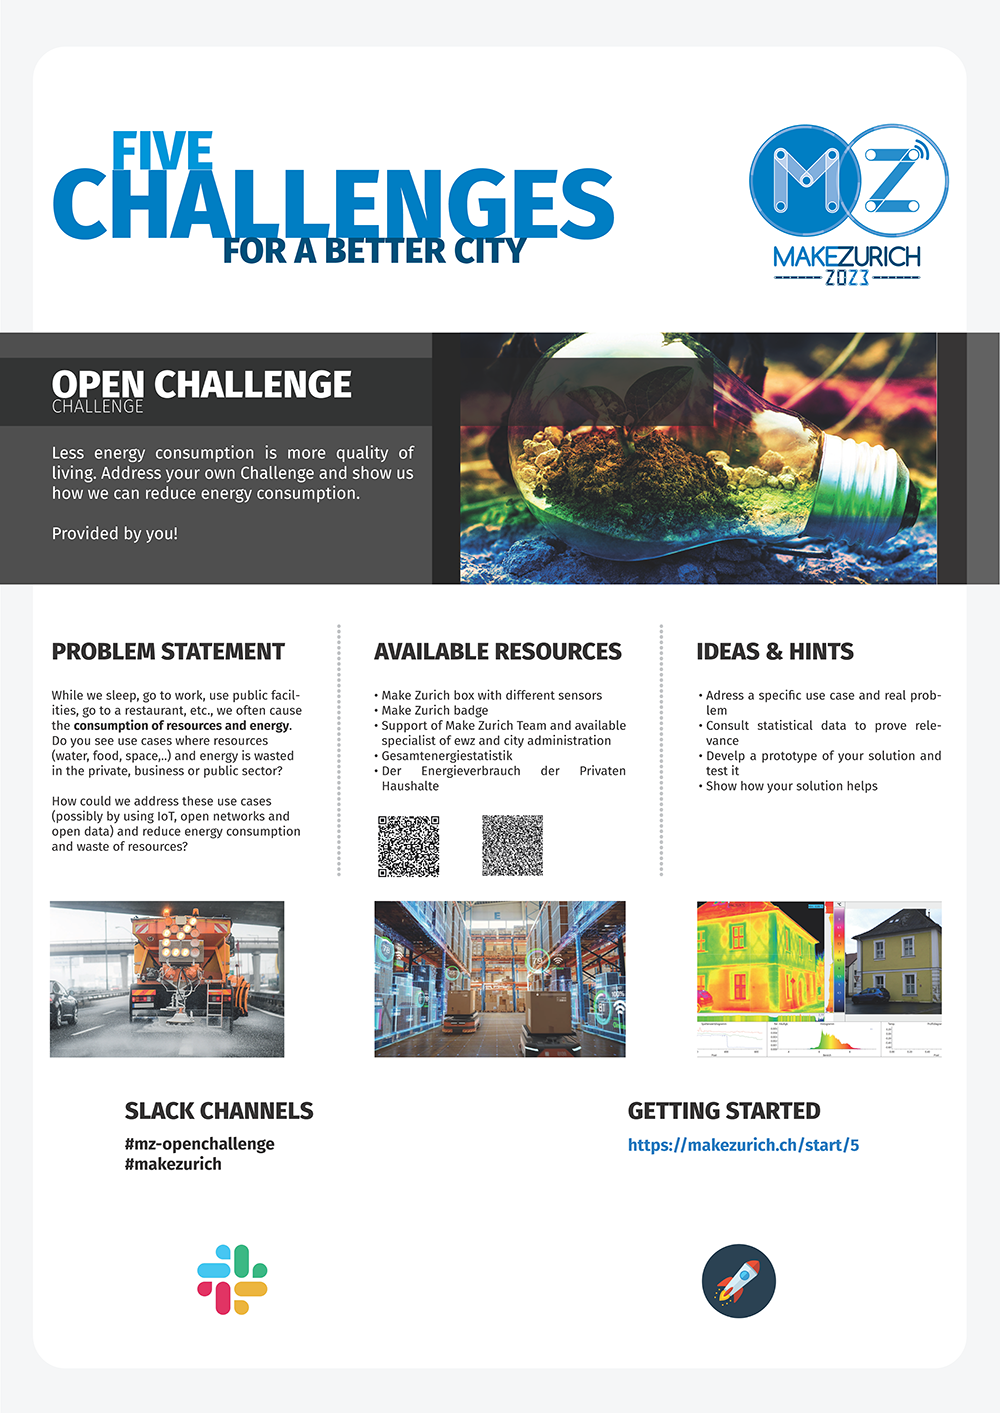 FIVE
CHALLENGES
FOR A BETTER CITY
MZ
MAKEZURICH
2023
OPEN CHALLENGE
CHALLENGE
Less energy consumption is more quality of
living. Address your own Challenge and show us
how we can reduce energy consumption.
Provided by you!
PROBLEM STATEMENT
While we sleep, go to work, use public facil-
ities, go to a restaurant, etc., we often cause
the consumption of resources and energy.
Do you see use cases where resources
(water, food, space,..) and energy is wasted
in the private, business or public sector?
How could we address these use cases
(possibly by using IoT, open networks and
open data) and reduce energy consumption
and waste of resources?
AVAILABLE RESOURCES
• Make Zurich box with different sensors
• Make Zurich badge
• Support of Make Zurich Team and available
specialist of ewz and city administration
• Gesamtenergiestatistik
• Der Energieverbrauch der Privaten
Haushalte
IDEAS & HINTS
• Adress a specific use case and real prob-
lem
• Consult statistical data to prove rele-
vance
• Develp a prototype of your solution and
test it
• Show how your solution helps
SLACK CHANNELS
#mz-openchallenge
#makezurich
GETTING STARTED
https://makezurich.ch/start/5